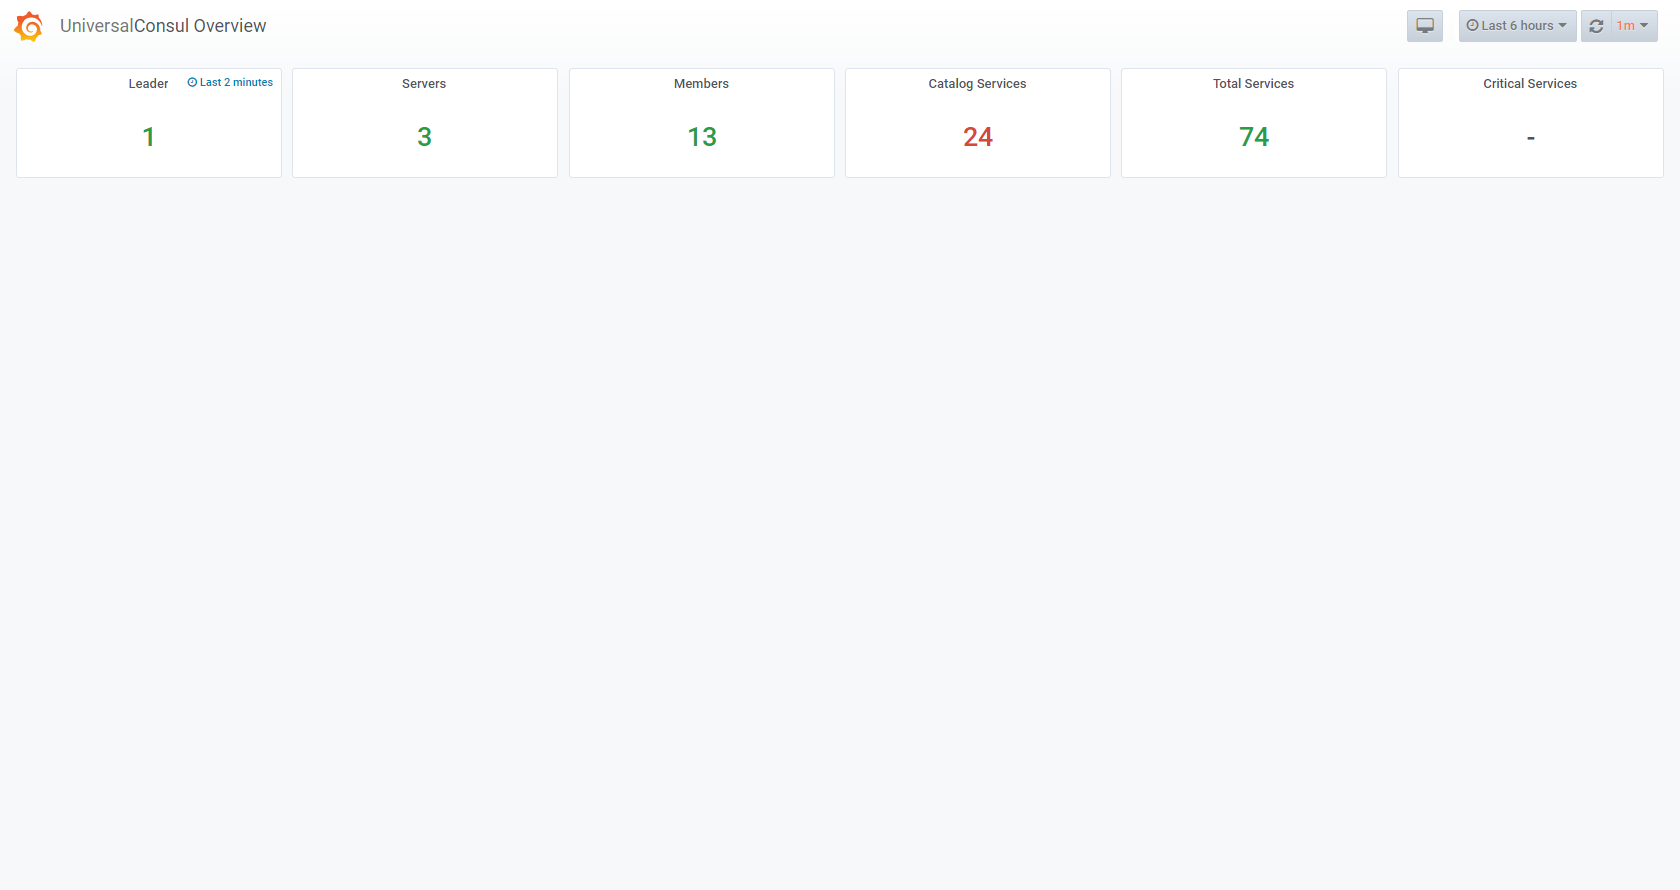 UniversalConsul Overview
Last 6 hours
1m
Leader
Last 2 minutes
1
Servers
3
Members
13
Catalog Services
24
Total Services
74
Critical Services
-